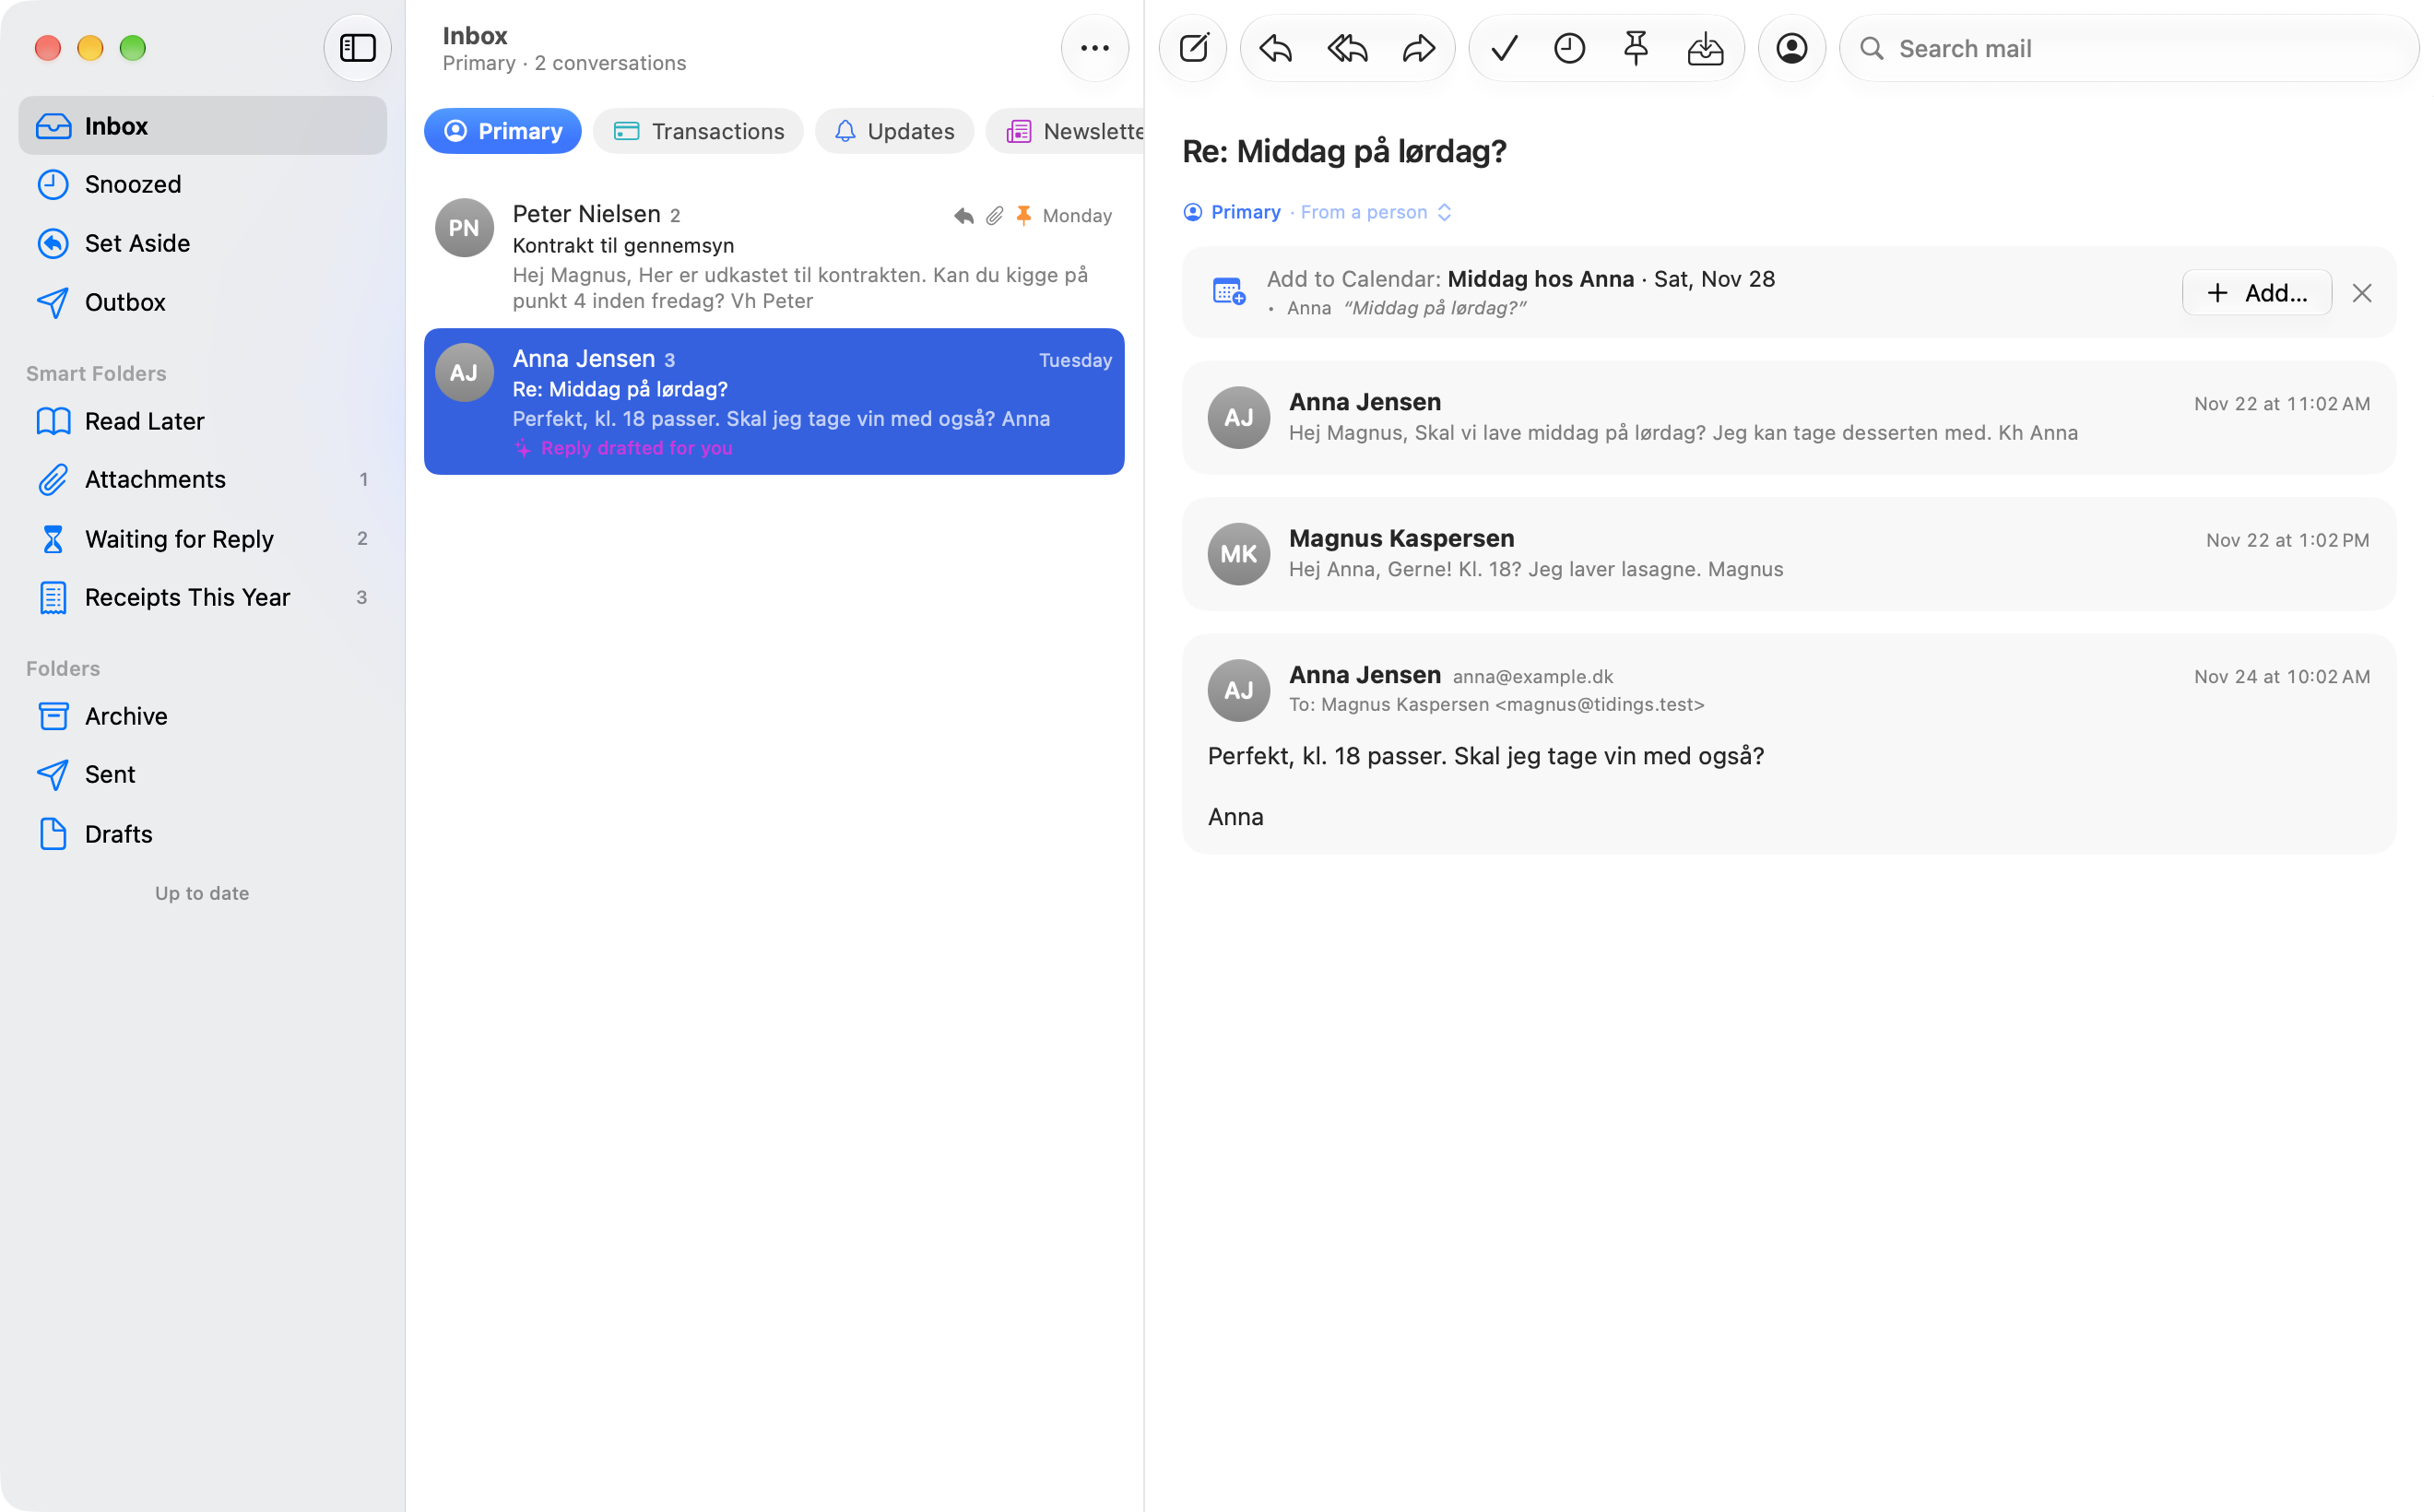 Inbox
Snoozed
Set Aside
Outbox
Smart Folders
Read Later
Attachments 1
Waiting for Reply 2
Receipts This Year 3
Folders
Archive
Sent
Drafts
Up to date
Inbox
Primary · 2 conversations
Primary Transactions Updates Newslette
PN
Peter Nielsen 2 Monday
Kontrakt til gennemsyn
Hej Magnus, Her er udkastet til kontrakten. Kan du kigge på
punkt 4 inden fredag? Vh Peter
AJ
Anna Jensen 3 Tuesday
Re: Middag på lørdag?
Perfekt, kl. 18 passer. Skal jeg tage vin med også? Anna
Reply drafted for you
Search mail
Re: Middag på lørdag?
Primary · From a person
Add to Calendar: Middag hos Anna · Sat, Nov 28
• Anna “Middag på lørdag?”
+ Add...
AJ
Anna Jensen Nov 22 at 11:02 AM
Hej Magnus, Skal vi lave middag på lørdag? Jeg kan tage desserten med. Kh Anna
MK
Magnus Kaspersen Nov 22 at 1:02 PM
Hej Anna, Gerne! Kl. 18? Jeg laver lasagne. Magnus
AJ
Anna Jensen anna@example.dk Nov 24 at 10:02 AM
To: Magnus Kaspersen <magnus@tidings.test>
Perfekt, kl. 18 passer. Skal jeg tage vin med også?
Anna